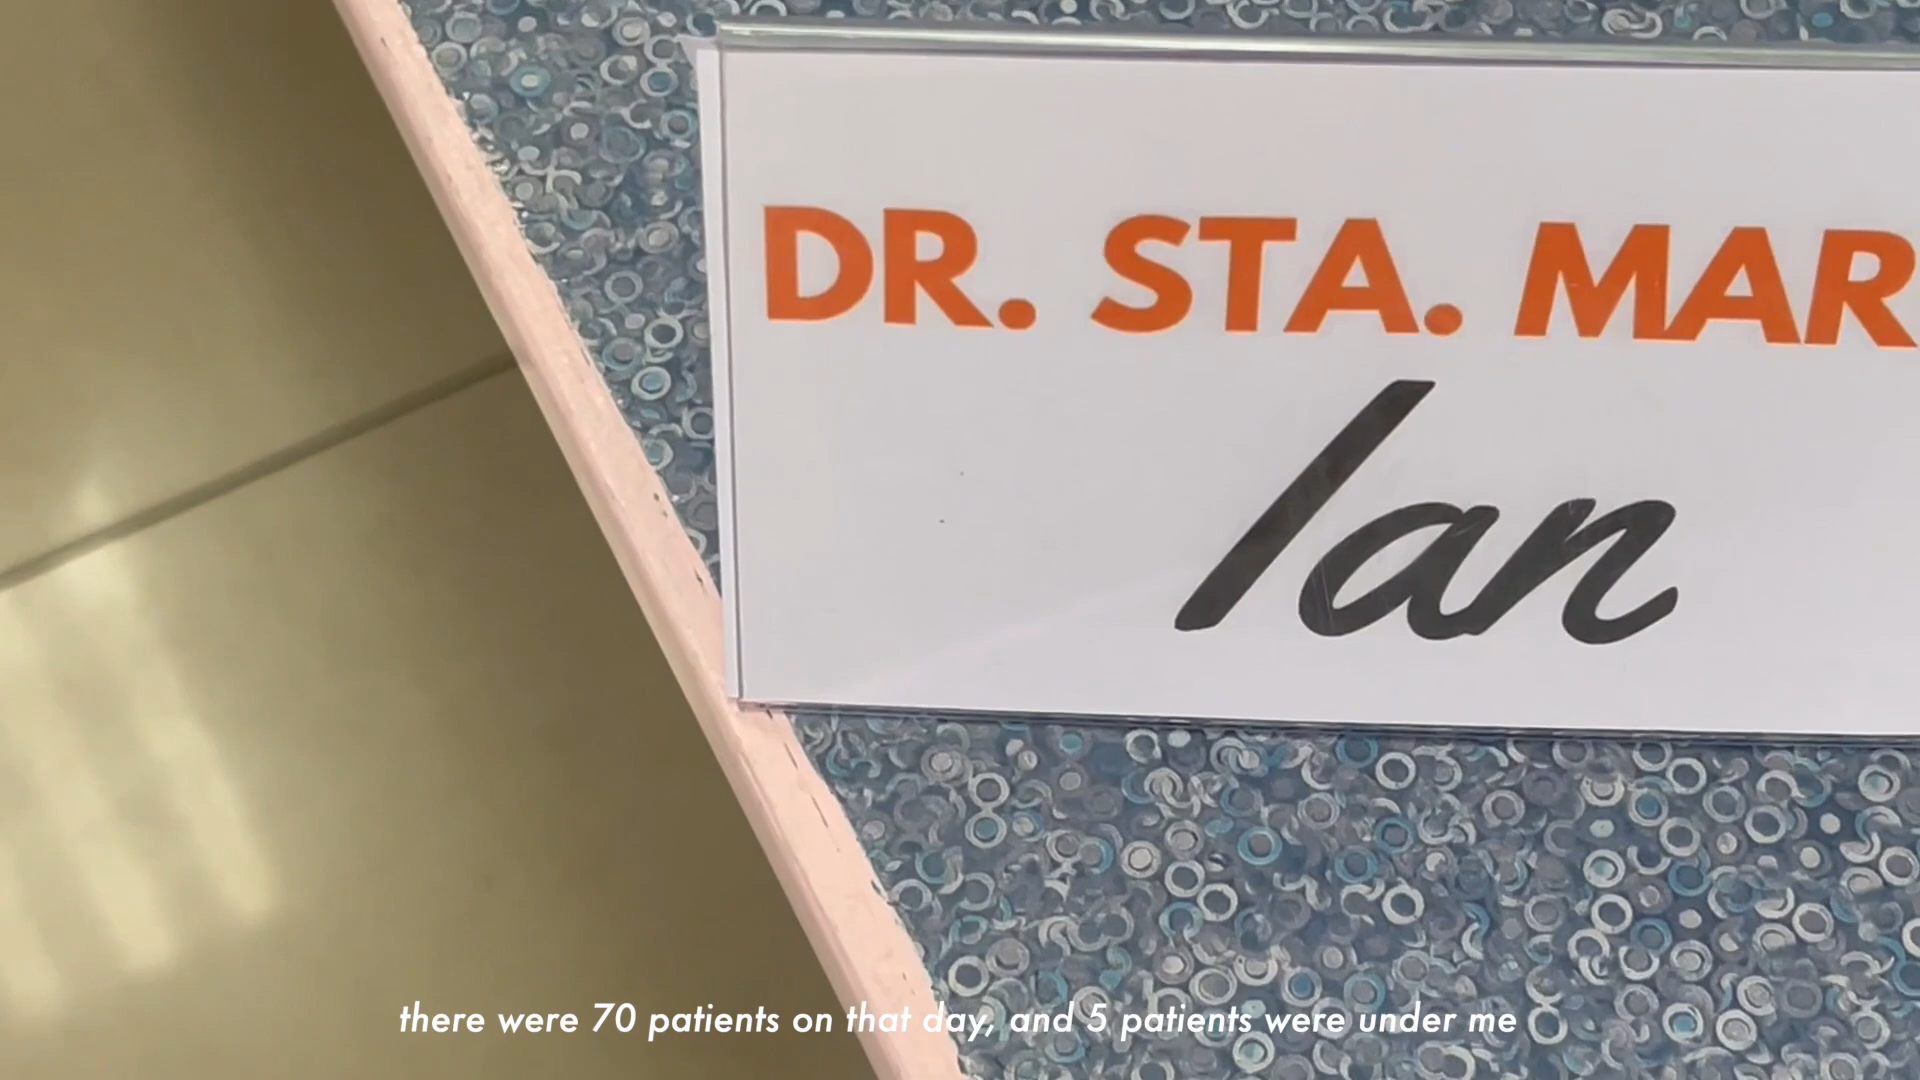 DR. STA. MAR
Ian
there were 70 patients on that day, and 5 patients were under me